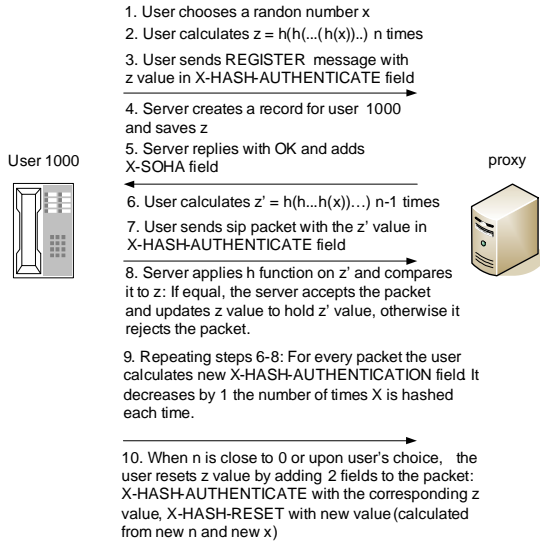 1. User chooses a randon number x
2. User calculates z = h(h(...(h(x))..) n times
3. User sends REGISTER message with
z value in X-HASH-AUTHENTICATE field
4. Server creates a record for user 1000
and saves z
5. Server replies with OK and adds
X-SOHA field
User 1000
proxy
6. User calculates z' = h(h...h(x))...) n-1 times
7. User sends sip packet with the z' value in
X-HASH-AUTHENTICATE field
8. Server applies h function on z' and compares
it to z: If equal, the server accepts the packet
and updates z value to hold z' value, otherwise it
rejects the packet.
9. Repeating steps 6-8: For every packet the user
calculates new X-HASH-AUTHENTICATION field. It
decreases by 1 the number of times X is hashed
each time.
10. When n is close to 0 or upon user's choice, the
user resets z value by adding 2 fields to the packet:
X-HASH-AUTHENTICATE with the corresponding z
value, X-HASH-RESET with new value (calculated
from new n and new x)